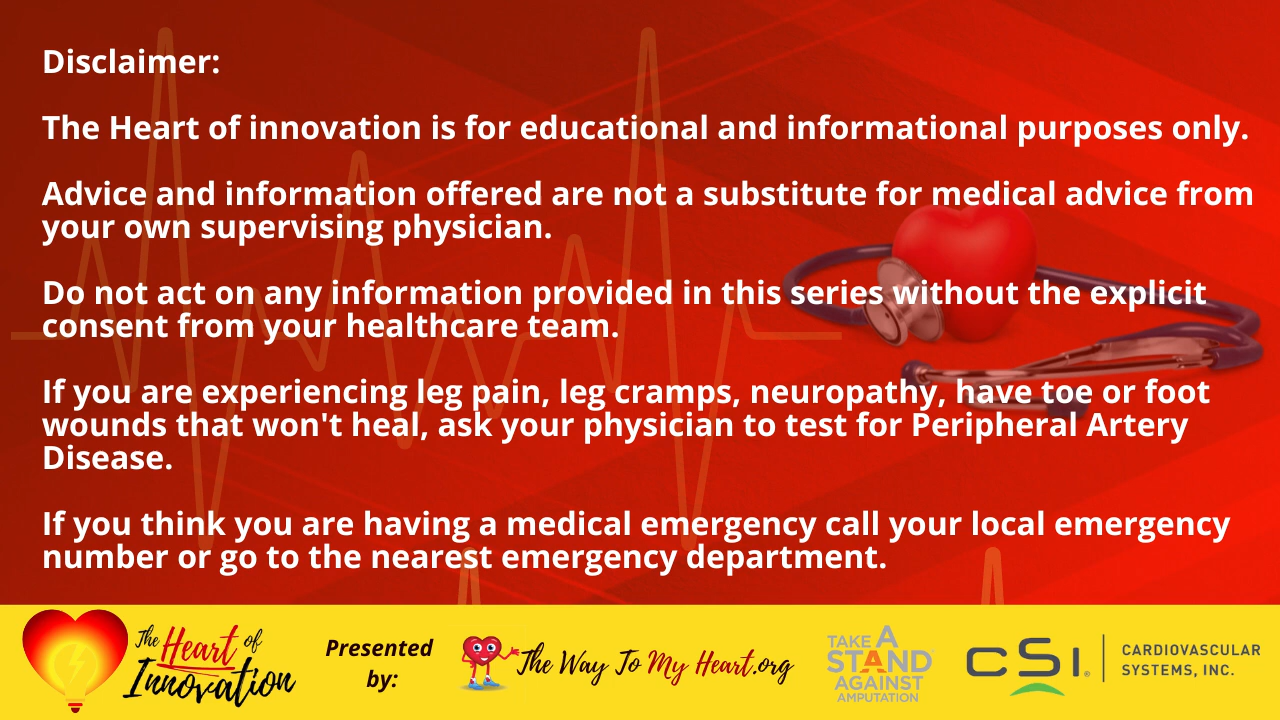 Disclaimer:
The Heart of innovation is for educational and informational purposes only.
Advice and information offered are not a substitute for medical advice from
your own supervising physician.
Do not act on any information provided in this series without the explicit
consent from your healthcare team.
If you are experiencing leg pain, leg cramps, neuropathy, have toe or foot
wounds that won't heal, ask your physician to test for Peripheral Artery
Disease.
If you think you are having a medical emergency call your local emergency
number or go to the nearest emergency department.
The Heart of
Innovation
Presented
by:
The Way To My Heart.org
TAKE A
STAND
AGAINST
AMPUTATION
CSI®
CARDIOVASCULAR
SYSTEMS, INC.